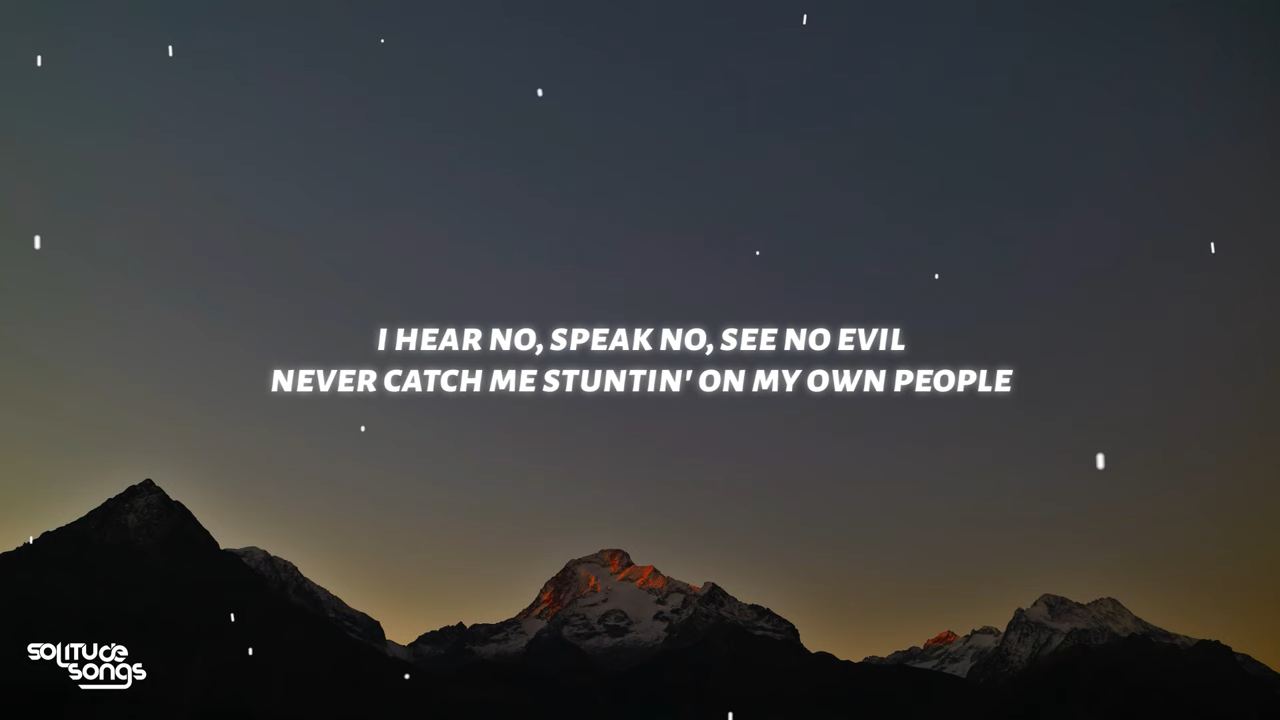 I HEAR NO, SPEAK NO, SEE NO EVIL
NEVER CATCH ME STUNTIN' ON MY OWN PEOPLE
solitude
songs